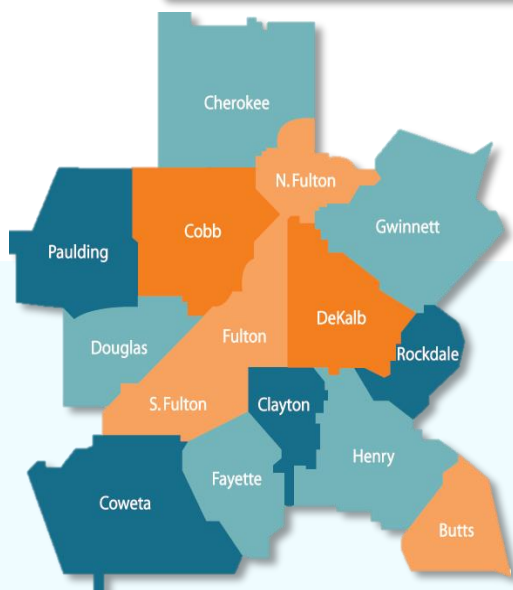 Cherokee
N. Fulton
Gwinnett
Cobb
Paulding
DeKalb
Fulton
Douglas
Rockdale
S. Fulton
Clayton
Henry
Fayette
Coweta
Butts